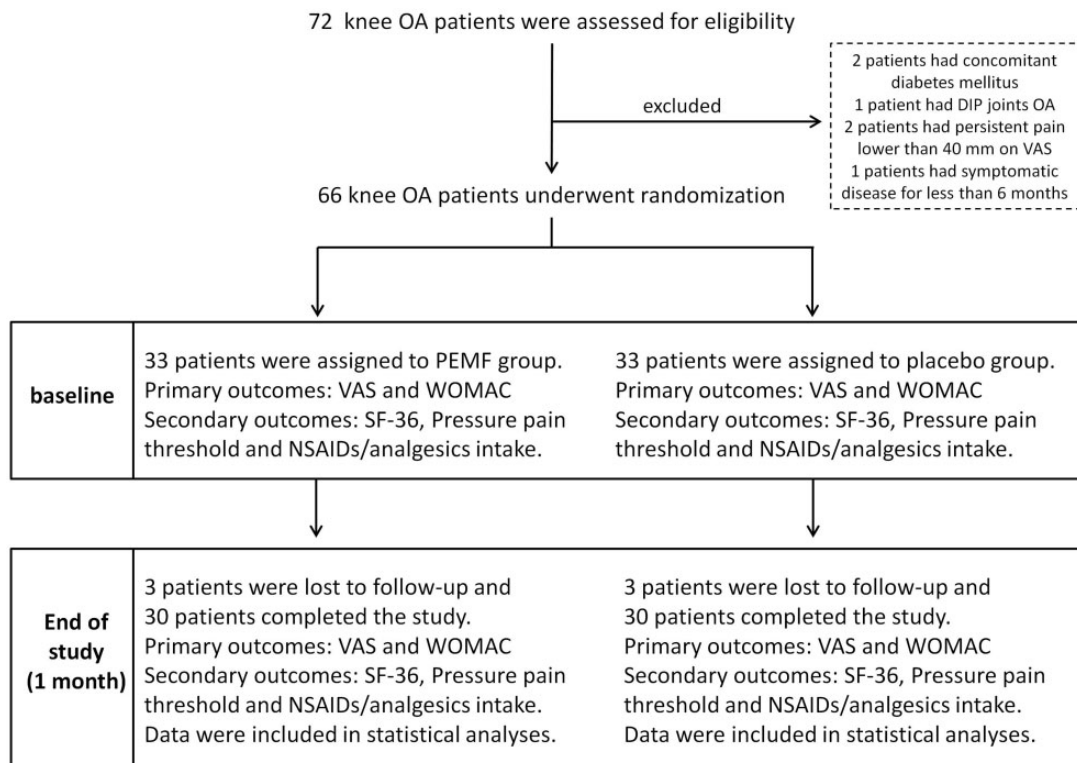 72 knee OA patients were assessed for eligibility
2 patients had concomitant
diabetes mellitus
1 patient had DIP joints OA
2 patients had persistent pain
lower than 40 mm on VAS
1 patients had symptomatic
disease for less than 6 months
excluded
66 knee OA patients underwent randomization
baseline
33 patients were assigned to PEMF group.
Primary outcomes: VAS and WOMAC
Secondary outcomes: SF-36, Pressure pain
threshold and NSAIDs/analgesics intake.
33 patients were assigned to placebo group.
Primary outcomes: VAS and WOMAC
Secondary outcomes: SF-36, Pressure pain
threshold and NSAIDs/analgesics intake.
End of
study
(1 month)
3 patients were lost to follow-up and
30 patients completed the study.
Primary outcomes: VAS and WOMAC
Secondary outcomes: SF-36, Pressure pain
threshold and NSAIDs/analgesics intake.
Data were included in statistical analyses.
3 patients were lost to follow-up and
30 patients completed the study.
Primary outcomes: VAS and WOMAC
Secondary outcomes: SF-36, Pressure pain
threshold and NSAIDs/analgesics intake.
Data were included in statistical analyses.